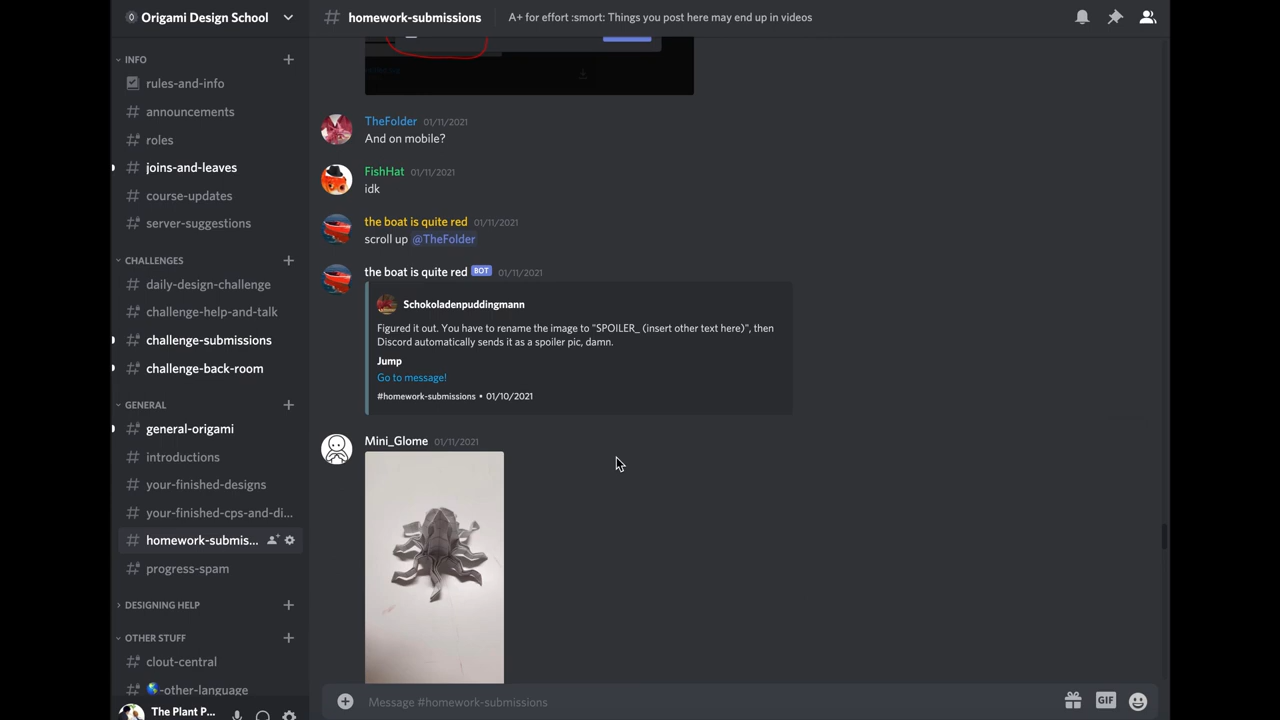 Origami Design School
# homework-submissions
A+ for effort :smort: Things you post here may end up in videos
INFO
rules-and-info
# announcements
# roles
# joins-and-leaves
# course-updates
# server-suggestions
CHALLENGES
# daily-design-challenge
# challenge-help-and-talk
# challenge-submissions
# challenge-back-room
GENERAL
# general-origami
# introductions
# your-finished-designs
# your-finished-cps-and-di...
# homework-submis...
# progress-spam
DESIGNING HELP
OTHER STUFF
# clout-central
# 🌎-other-language
The Plant P...
TheFolder 01/11/2021
And on mobile?
FishHat 01/11/2021
idk
the boat is quite red 01/11/2021
scroll up @TheFolder
the boat is quite red BOT 01/11/2021
Schokoladenpuddingmann
Figured it out. You have to rename the image to "SPOILER_ (insert other text here)", then
Discord automatically sends it as a spoiler pic, damn.
Jump
Go to message!
#homework-submissions • 01/10/2021
Mini_Glome 01/11/2021
Message #homework-submissions
GIF